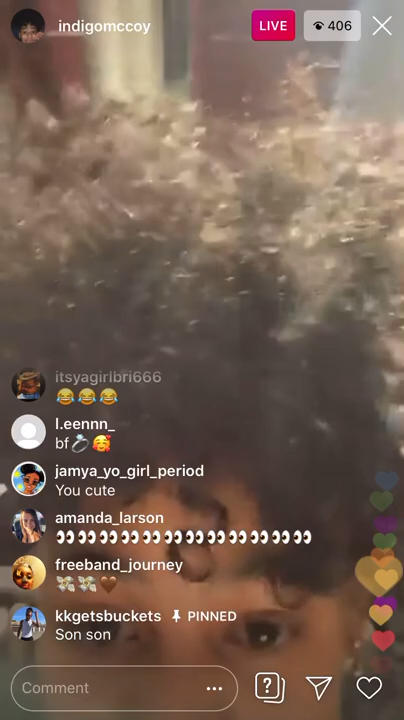 indigomccoy
LIVE
406
itsyagirlbri666
😂😂😂
l.eennn_
bf💍🥰
jamya_yo_girl_period
You cute
amanda_larson
👀👀👀👀👀👀👀👀👀👀👀👀👀👀👀👀👀👀
freeband_journey
💸💸🤎
kkgetsbuckets PINNED
Son son
Comment